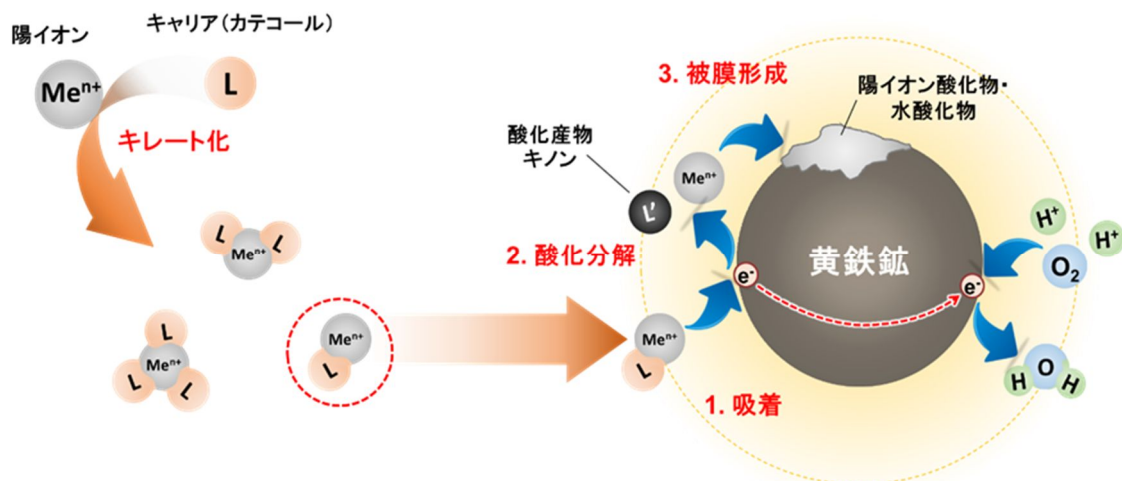 陽イオン
キャリア(カテコール)
Meⁿ⁺
L
キレート化
L
Meⁿ⁺
L
L
Meⁿ⁺
L
L
Meⁿ⁺
L
3. 被膜形成
陽イオン酸化物・
水酸化物
酸化産物
キノン
Meⁿ⁺
L'
2. 酸化分解
e⁻
黄鉄鉱
e⁻
H⁺
H⁺
O₂
Meⁿ⁺
L
1. 吸着
H
O
H